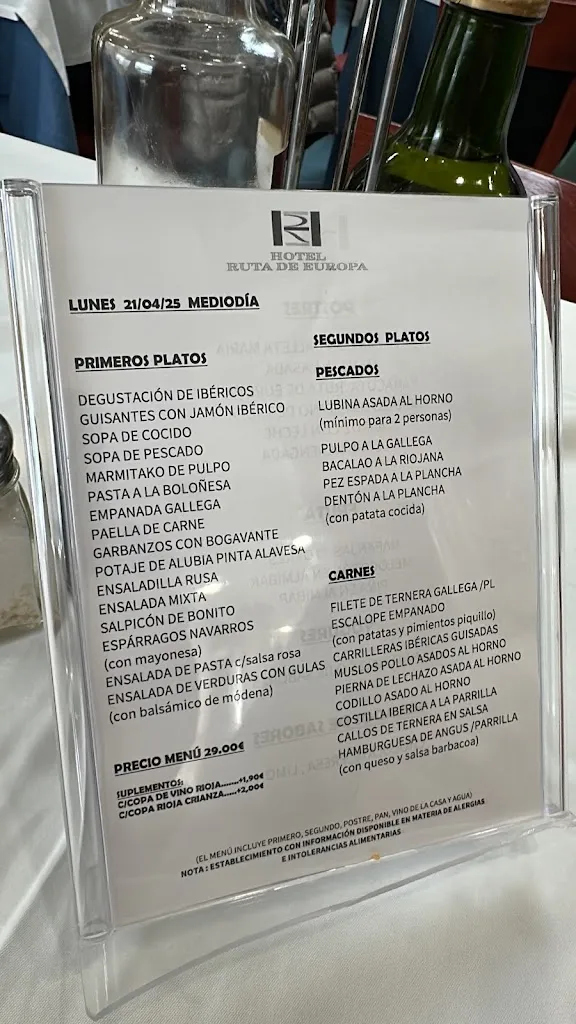 HOTEL
RUTA DE EUROPA
LUNES 21/04/25 MEDIODÍA
PRIMEROS PLATOS
DEGUSTACIÓN DE IBÉRICOS
GUISANTES CON JAMÓN IBÉRICO
SOPA DE COCIDO
SOPA DE PESCADO
MARMITAKO DE PULPO
PASTA A LA BOLOÑESA
EMPANADA GALLEGA
PAELLA DE CARNE
GARBANZOS CON BOGAVANTE
POTAJE DE ALUBIA PINTA ALAVESA
ENSALADILLA RUSA
ENSALADA MIXTA
SALPICÓN DE BONITO
ESPÁRRAGOS NAVARROS
(con mayonesa)
ENSALADA DE PASTA c/salsa rosa
ENSALADA DE VERDURAS CON GULAS
(con balsámico de módena)
SEGUNDOS PLATOS
PESCADOS
LUBINA ASADA AL HORNO
(mínimo para 2 personas)
PULPO A LA GALLEGA
BACALAO A LA RIOJANA
PEZ ESPADA A LA PLANCHA
DENTÓN A LA PLANCHA
(con patata cocida)
CARNES
FILETE DE TERNERA GALLEGA /PL
ESCALOPE EMPANADO
(con patatas y pimientos piquillo)
CARRILLERAS IBÉRICAS GUISADAS
MUSLOS POLLO ASADOS AL HORNO
PIERNA DE LECHAZO ASADA AL HORNO
CODILLO ASADO AL HORNO
COSTILLA IBERICA A LA PARRILLA
CALLOS DE TERNERA EN SALSA
HAMBURGUESA DE ANGUS /PARRILLA
(con queso y salsa barbacoa)
PRECIO MENÚ 29.00€
SUPLEMENTOS:
C/COPA DE VINO RIOJA.......+1,90€
C/COPA RIOJA CRIANZA.....+2,00€
(EL MENÚ INCLUYE PRIMERO, SEGUNDO, POSTRE, PAN, VINO DE LA CASA Y AGUA)
NOTA : ESTABLECIMIENTO CON INFORMACIÓN DISPONIBLE EN MATERIA DE ALERGIAS
E INTOLERANCIAS ALIMENTARIAS